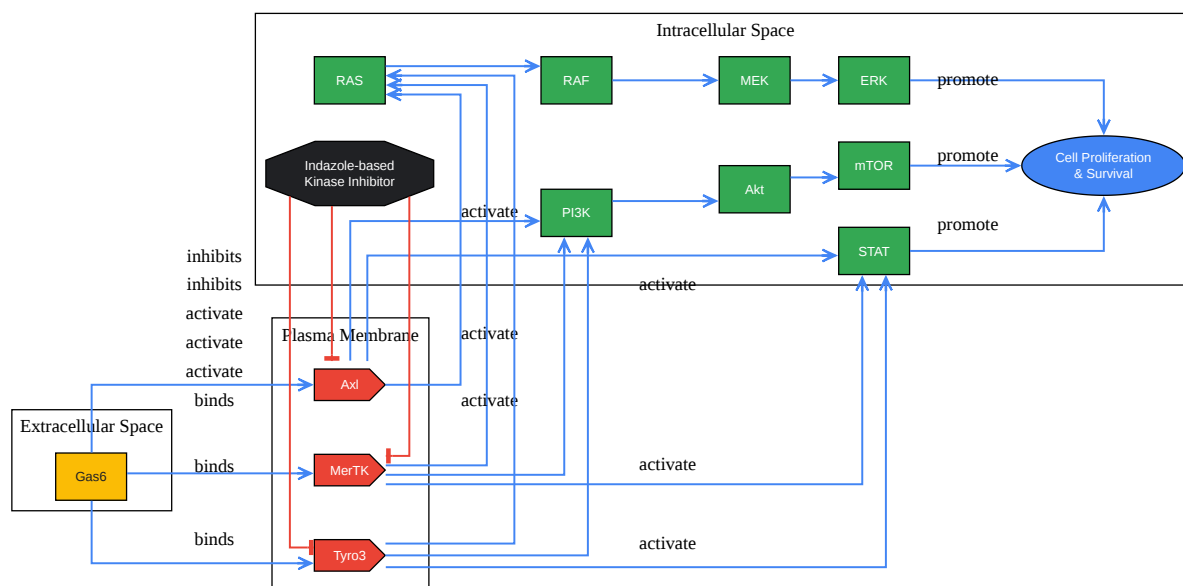 Intracellular Space
RAS
RAF
MEK
ERK
promote
Indazole-based
Kinase Inhibitor
Cell Proliferation
& Survival
mTOR
promote
Akt
PI3K
activate
STAT
promote
inhibits
inhibits
activate
activate
activate
activate
binds
Plasma Membrane
activate
Axl
activate
Extracellular Space
Gas6
binds
MerTK
activate
binds
Tyro3
activate